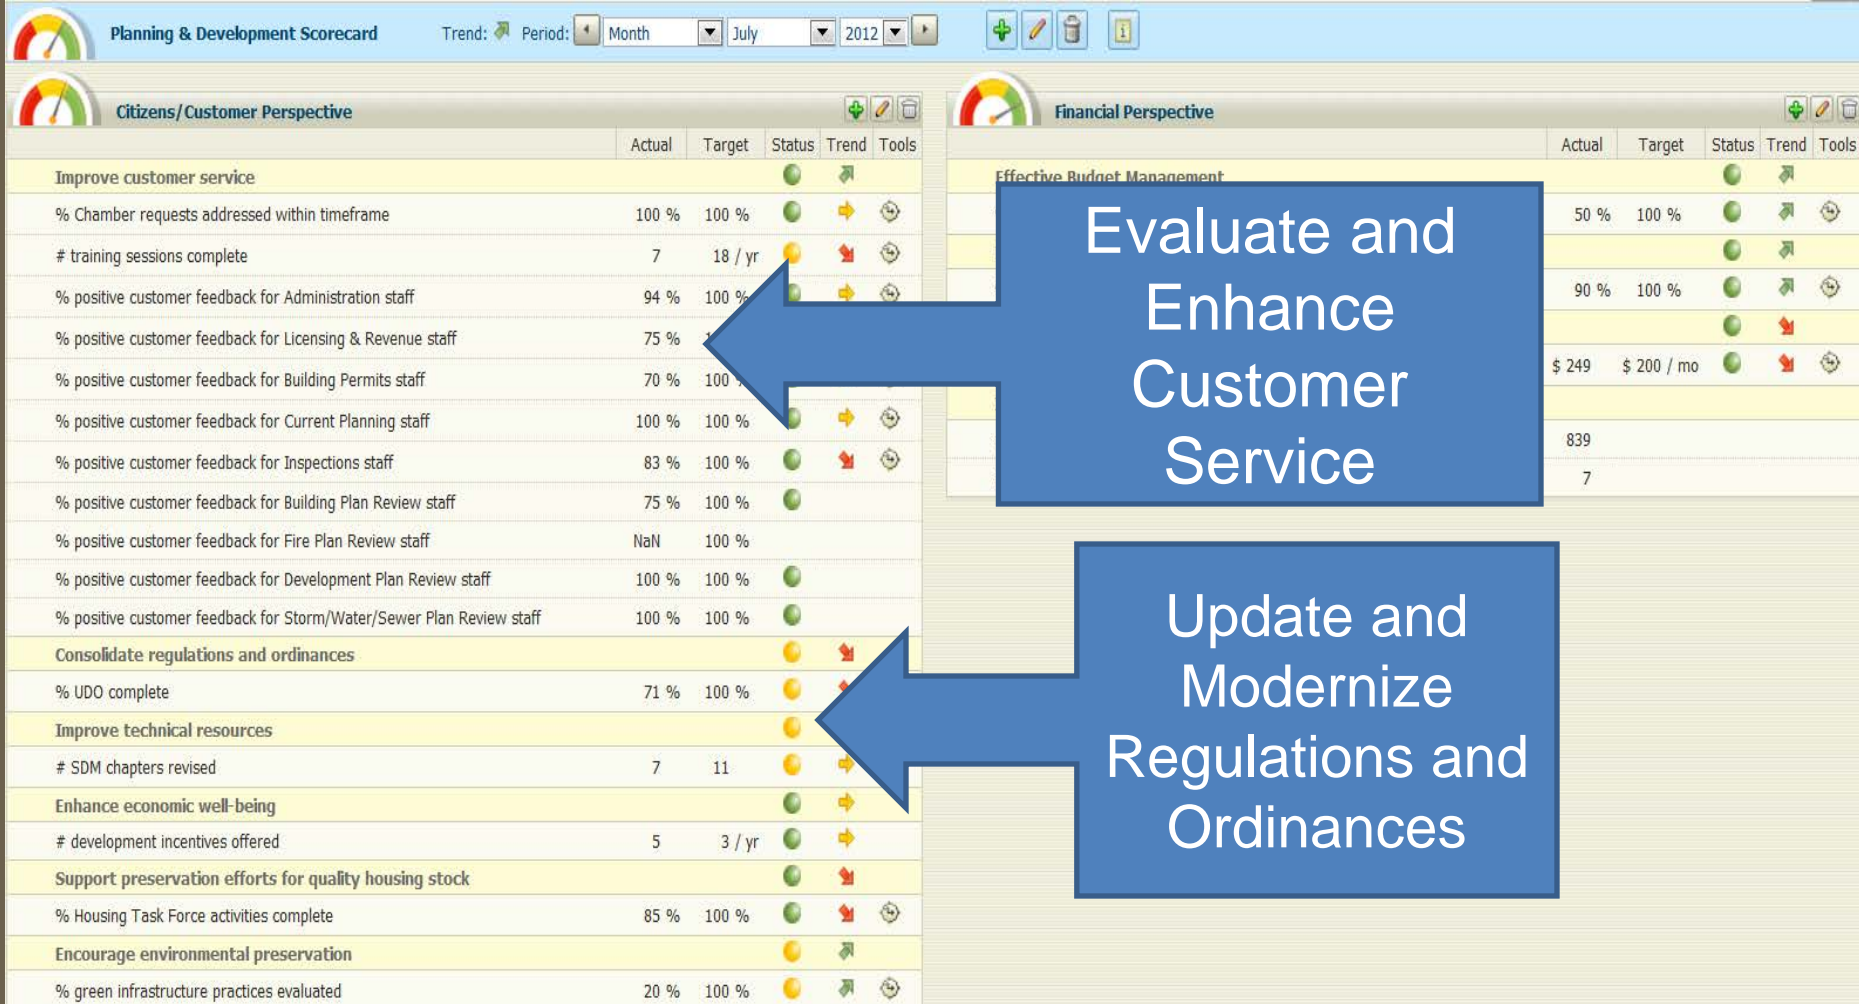 Planning & Development Scorecard Trend: Period: Month July 2012
Citizens/Customer Perspective
Actual Target Status Trend Tools
Improve customer service
% Chamber requests addressed within timeframe 100 % 100 %
# training sessions complete 7 18 / yr
% positive customer feedback for Administration staff 94 % 100 %
% positive customer feedback for Licensing & Revenue staff 75 %
% positive customer feedback for Building Permits staff 70 % 100 %
% positive customer feedback for Current Planning staff 100 % 100 %
% positive customer feedback for Inspections staff 83 % 100 %
% positive customer feedback for Building Plan Review staff 75 % 100 %
% positive customer feedback for Fire Plan Review staff NaN 100 %
% positive customer feedback for Development Plan Review staff 100 % 100 %
% positive customer feedback for Storm/Water/Sewer Plan Review staff 100 % 100 %
Consolidate regulations and ordinances
% UDO complete 71 % 100 %
Improve technical resources
# SDM chapters revised 7 11
Enhance economic well-being
# development incentives offered 5 3 / yr
Support preservation efforts for quality housing stock
% Housing Task Force activities complete 85 % 100 %
Encourage environmental preservation
% green infrastructure practices evaluated 20 % 100 %
Financial Perspective
Actual Target Status Trend Tools
Effective Budget Management
50 % 100 %
90 % 100 %
$ 249 $ 200 / mo
839
7
Evaluate and
Enhance
Customer
Service
Update and
Modernize
Regulations and
Ordinances